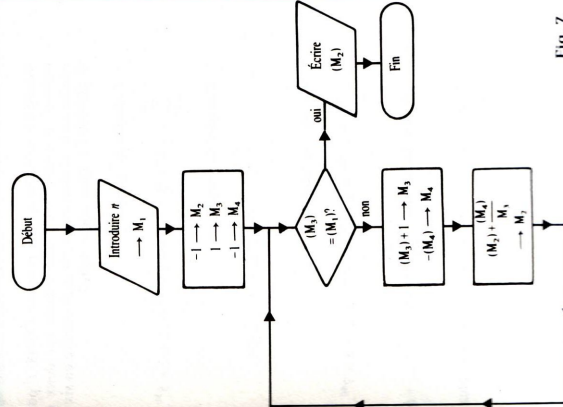 Début
Introduire n
⟶ M₁
-1 ⟶ M₂
1 ⟶ M₃
-1 ⟶ M₄
(M₃)
= (M₁)?
oui
Écrire
(M₂)
Fin
non
(M₃) + 1 ⟶ M₃
-(M₄) ⟶ M₄
(M₂) + (M₄)
M₃
⟶ M₂
Fig. 7